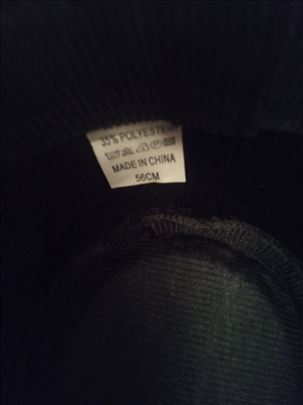 35% POLYESTER
MADE IN CHINA
56CM